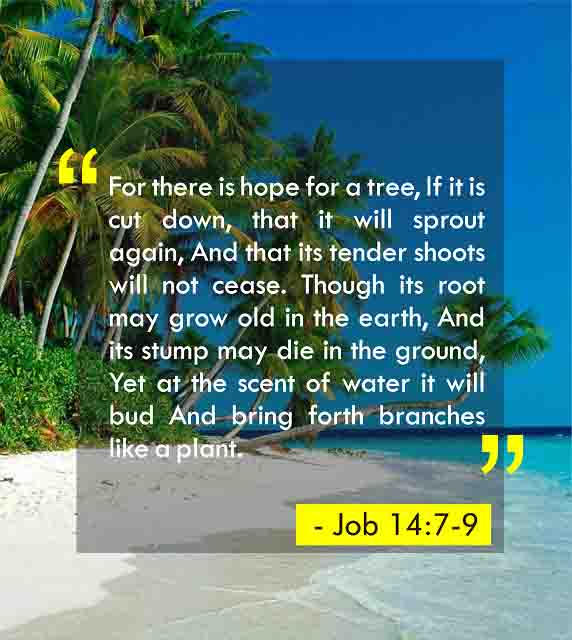 “
For there is hope for a tree, If it is
cut down, that it will sprout
again, And that its tender shoots
will not cease. Though its root
may grow old in the earth, And
its stump may die in the ground,
Yet at the scent of water it will
bud And bring forth branches
like a plant.
”
- Job 14:7-9